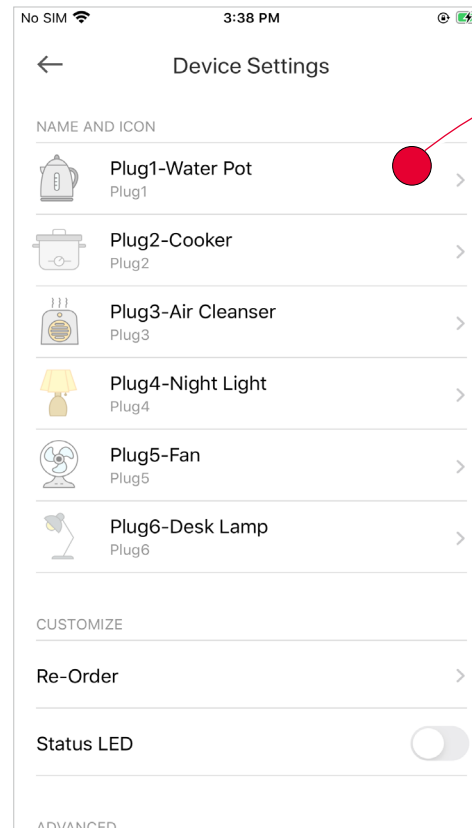 No SIM 3:38 PM
Device Settings
NAME AND ICON
Plug1-Water Pot
Plug1
Plug2-Cooker
Plug2
Plug3-Air Cleanser
Plug3
Plug4-Night Light
Plug4
Plug5-Fan
Plug5
Plug6-Desk Lamp
Plug6
CUSTOMIZE
Re-Order
Status LED
ADVANCED